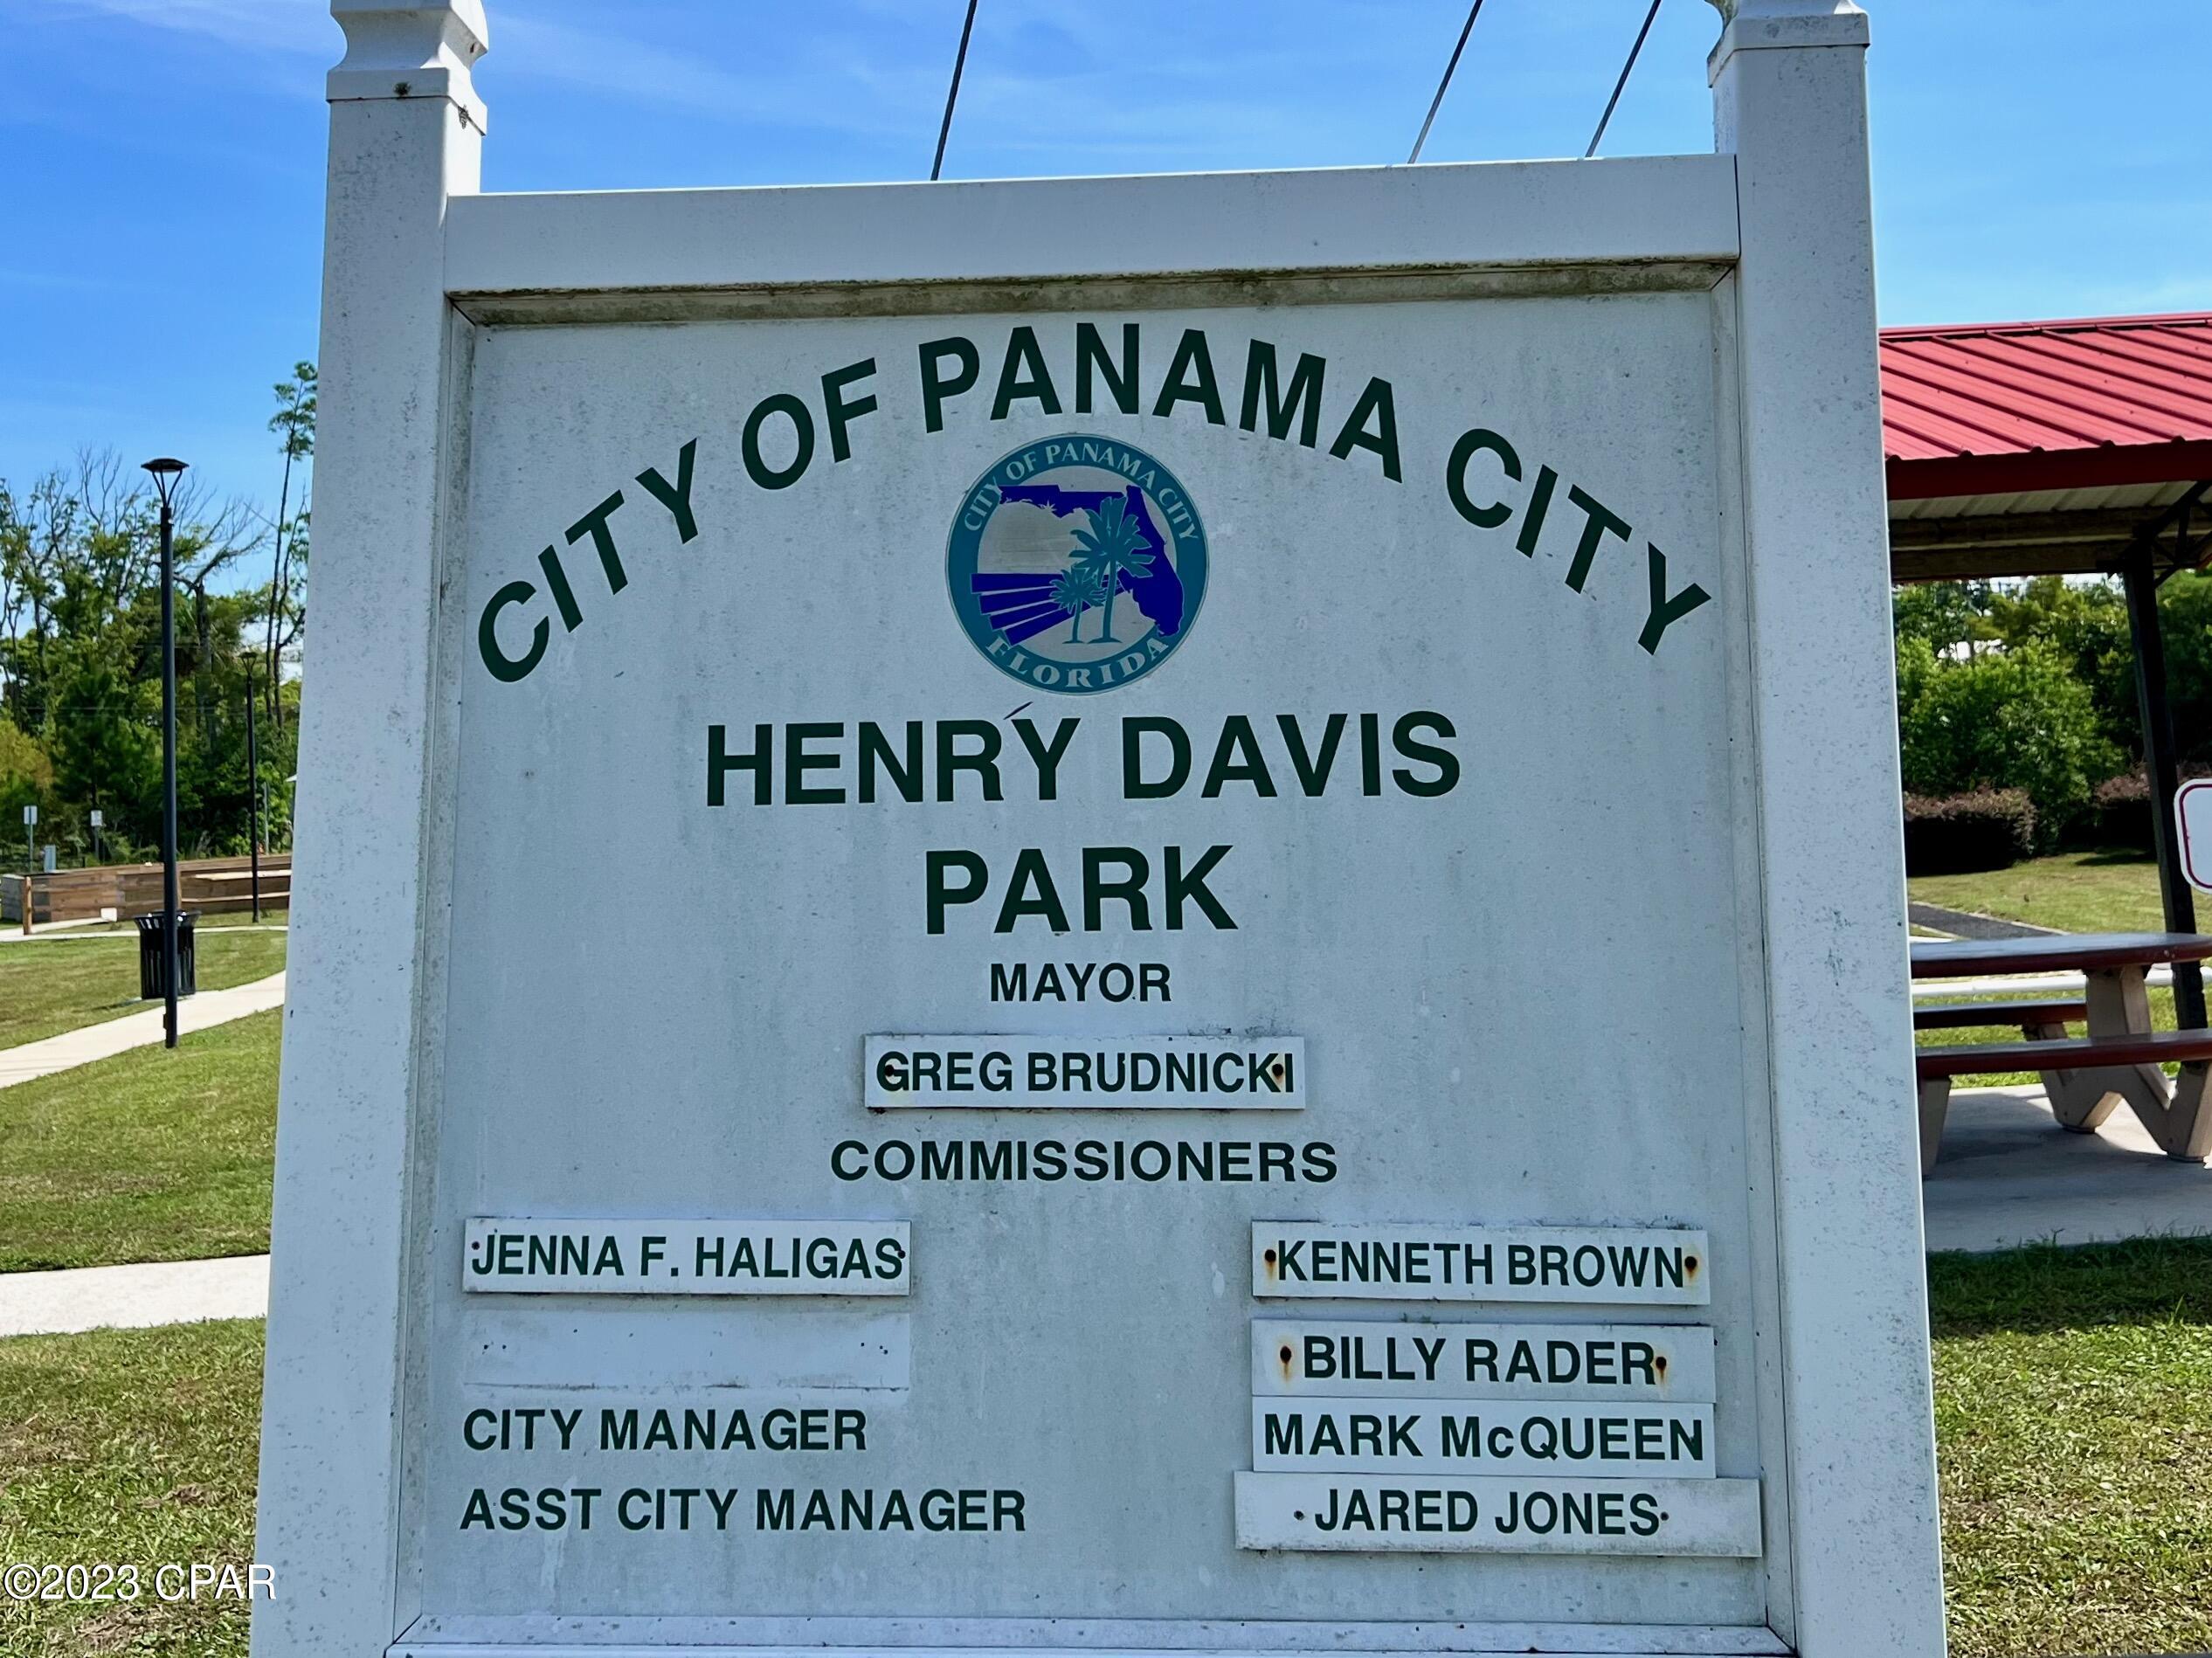 CITY OF PANAMA CITY
CITY OF PANAMA CITY
FLORIDA
HENRY DAVIS
PARK
MAYOR
GREG BRUDNICKI
COMMISSIONERS
JENNA F. HALIGAS
KENNETH BROWN
BILLY RADER
CITY MANAGER
MARK McQUEEN
ASST CITY MANAGER
JARED JONES
©2023 CPAR